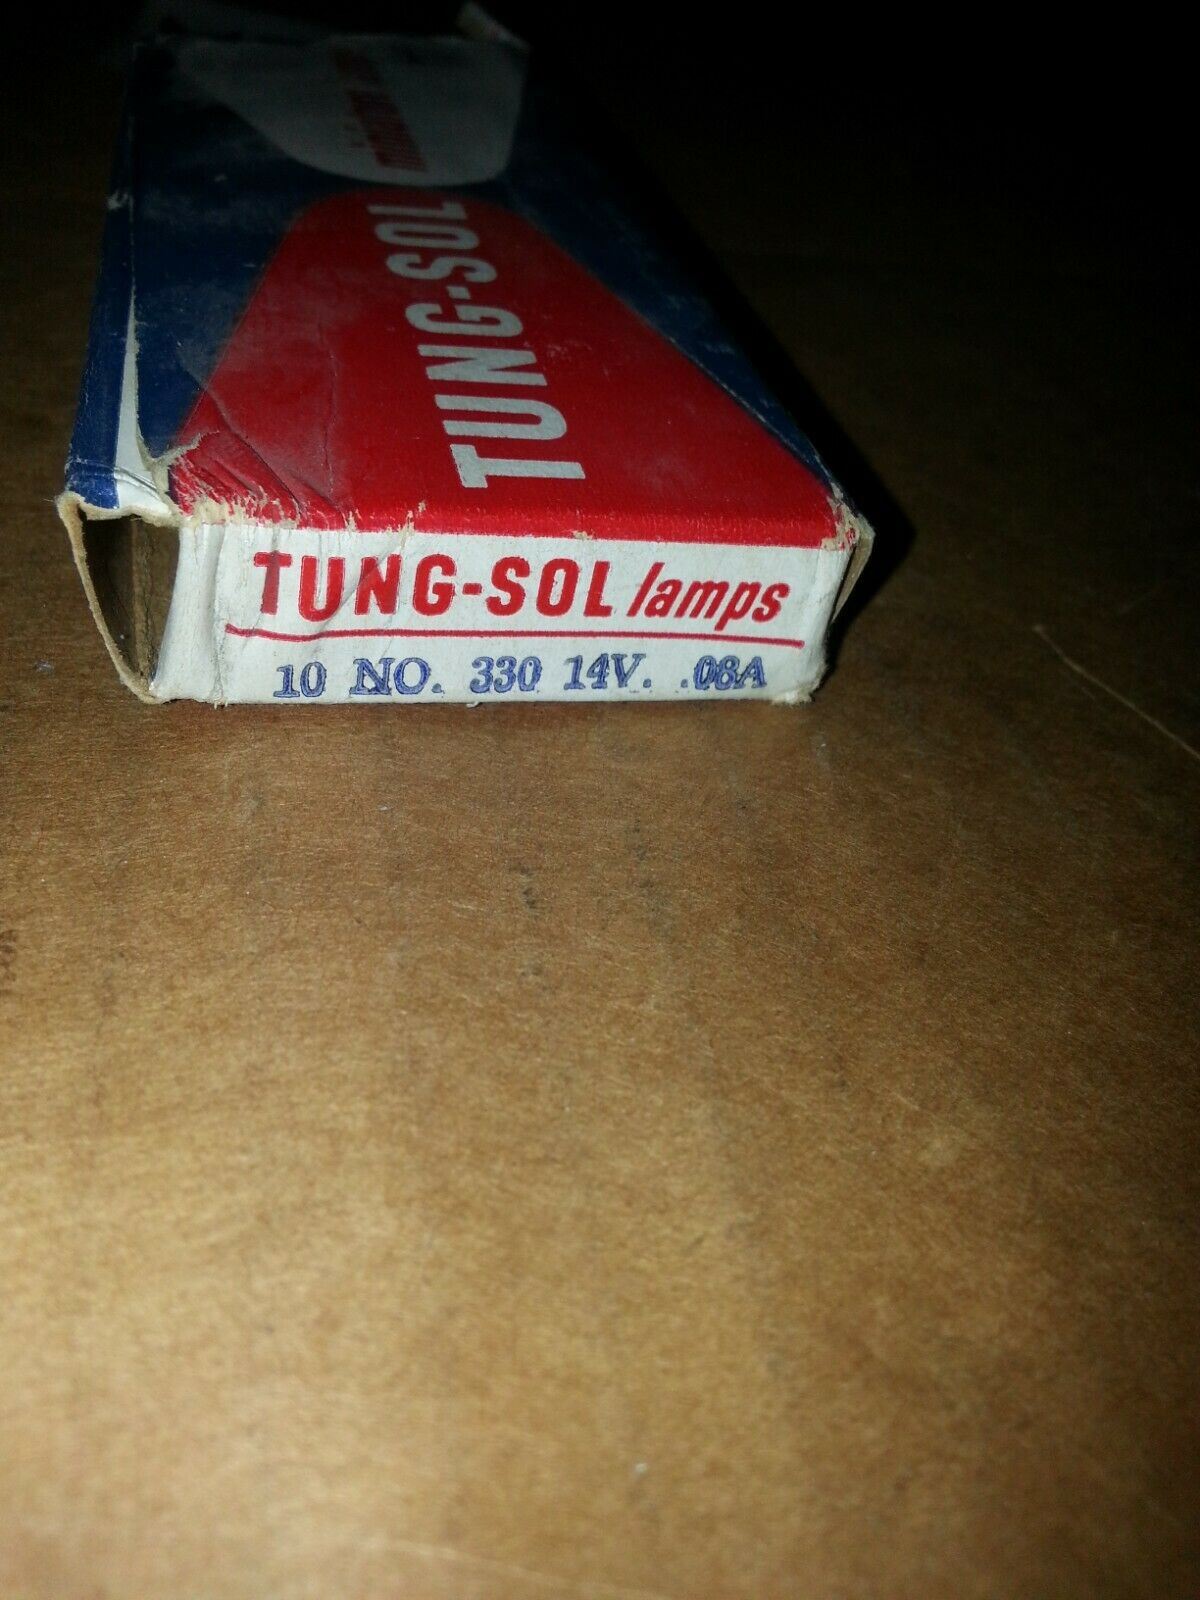 TUNG-SOL
TUNG-SOL lamps
10 NO. 330 14V. .08A